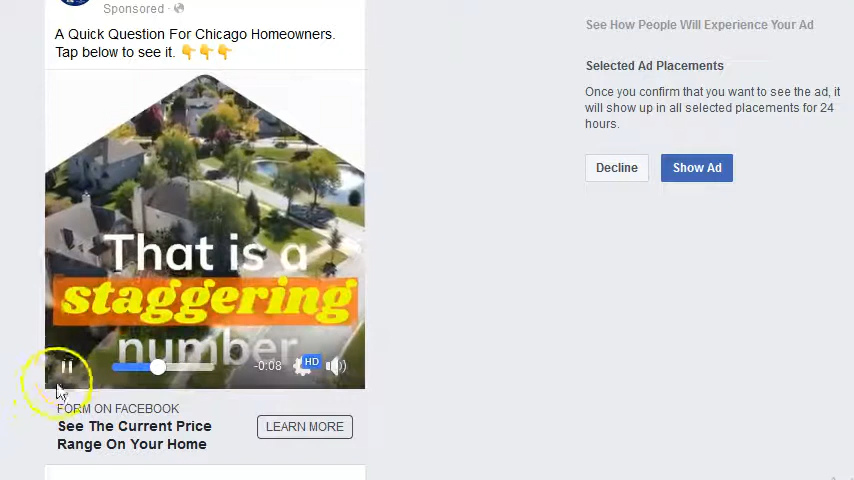 Sponsored ·
A Quick Question For Chicago Homeowners.
Tap below to see it. 👇👇👇
That is a
staggering
number.
-0:08
HD
FORM ON FACEBOOK
See The Current Price
Range On Your Home
LEARN MORE
See How People Will Experience Your Ad
Selected Ad Placements
Once you confirm that you want to see the ad, it
will show up in all selected placements for 24
hours.
Decline
Show Ad